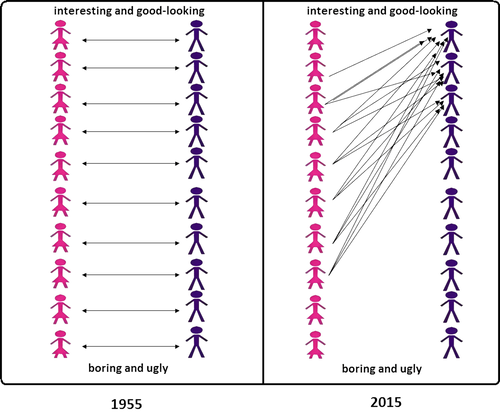 interesting and good-looking
boring and ugly
1955
interesting and good-looking
boring and ugly
2015